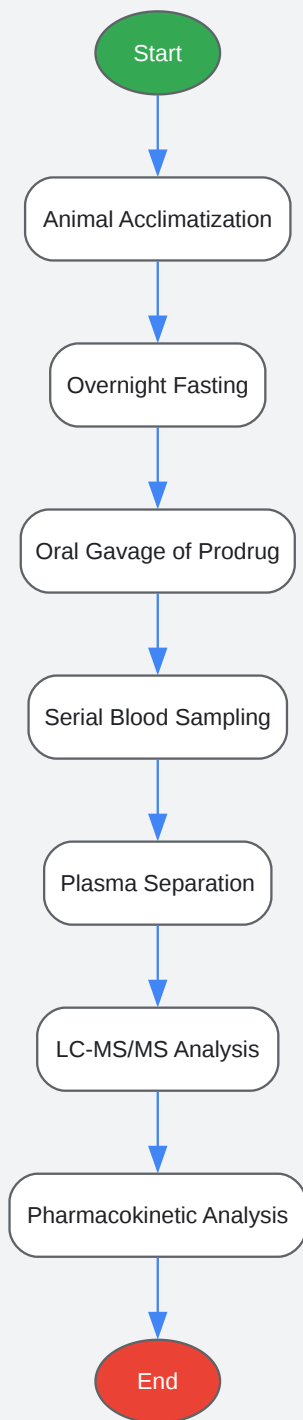 Start
Animal Acclimatization
Overnight Fasting
Oral Gavage of Prodrug
Serial Blood Sampling
Plasma Separation
LC-MS/MS Analysis
Pharmacokinetic Analysis
End